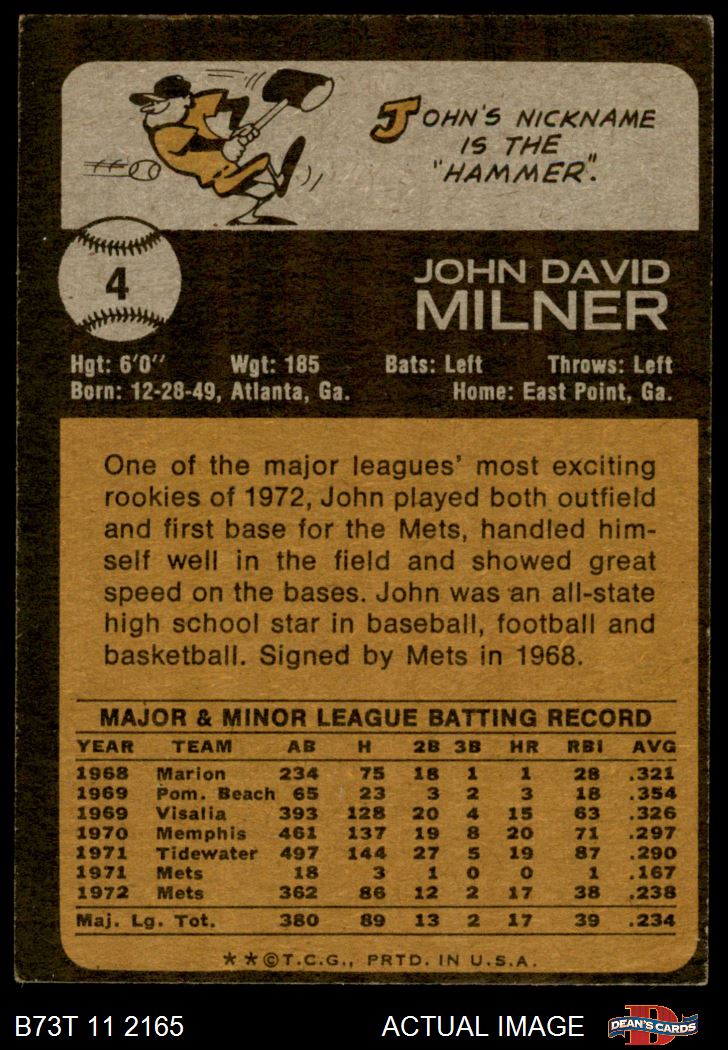 JOHN'S NICKNAME
IS THE
"HAMMER".
4
JOHN DAVID
MILNER
Hgt: 6'0" Wgt: 185 Bats: Left Throws: Left
Born: 12-28-49, Atlanta, Ga. Home: East Point, Ga.
One of the major leagues' most exciting
rookies of 1972, John played both outfield
and first base for the Mets, handled him-
self well in the field and showed great
speed on the bases. John was an all-state
high school star in baseball, football and
basketball. Signed by Mets in 1968.
MAJOR & MINOR LEAGUE BATTING RECORD
YEAR TEAM AB H 2B 3B HR RBI AVG
1968 Marion 234 75 18 1 1 28 .321
1969 Pom. Beach 65 23 3 2 3 18 .354
1969 Visalia 393 128 20 4 15 63 .326
1970 Memphis 461 137 19 8 20 71 .297
1971 Tidewater 497 144 27 5 19 87 .290
1971 Mets 18 3 1 0 0 1 .167
1972 Mets 362 86 12 2 17 38 .238
Maj. Lg. Tot. 380 89 13 2 17 39 .234
**©T.C.G., PRTD. IN U.S.A.
B73T 11 2165 ACTUAL IMAGE DEAN'S CARDS